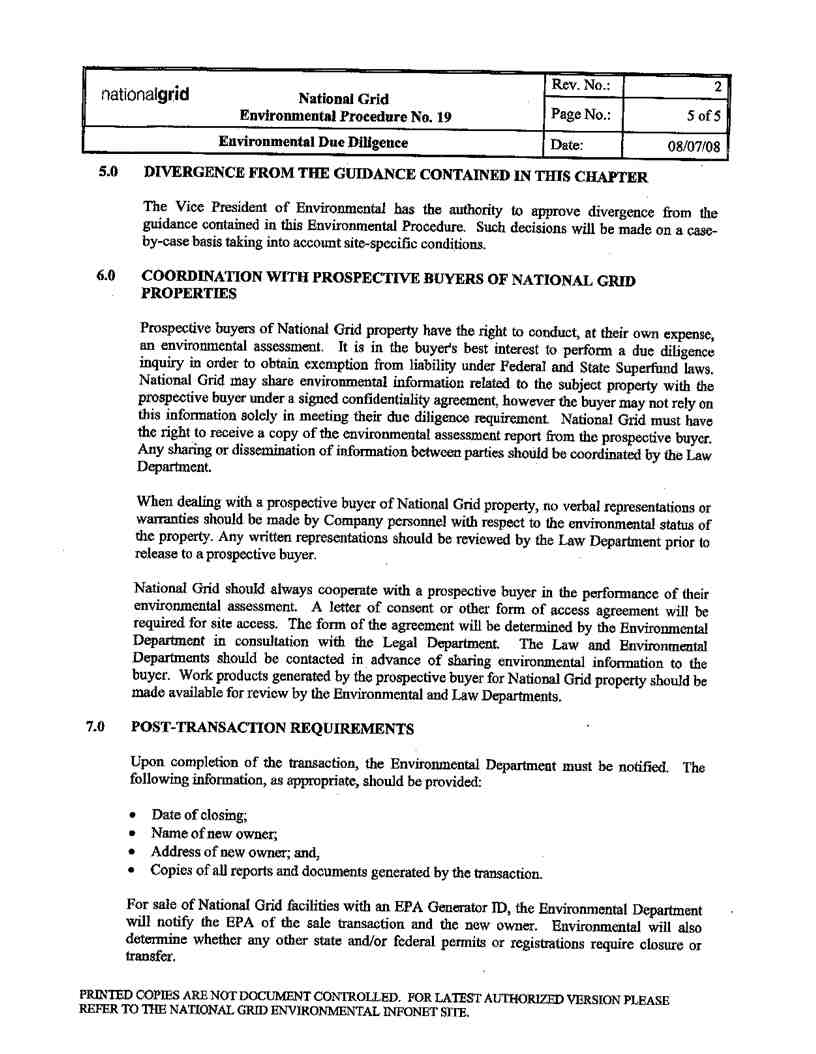 nationalgrid
National Grid
Environmental Procedure No. 19
Rev. No.: 2
Page No.: 5 of 5
Environmental Due Diligence
Date: 08/07/08
5.0 DIVERGENCE FROM THE GUIDANCE CONTAINED IN THIS CHAPTER
The Vice President of Environmental has the authority to approve divergence from the
guidance contained in this Environmental Procedure. Such decisions will be made on a case-
by-case basis taking into account site-specific conditions.
6.0 COORDINATION WITH PROSPECTIVE BUYERS OF NATIONAL GRID
PROPERTIES
Prospective buyers of National Grid property have the right to conduct, at their own expense,
an environmental assessment. It is in the buyer's best interest to perform a due diligence
inquiry in order to obtain exemption from liability under Federal and State Superfund laws.
National Grid may share environmental information related to the subject property with the
prospective buyer under a signed confidentiality agreement, however the buyer may not rely on
this information solely in meeting their due diligence requirement. National Grid must have
the right to receive a copy of the environmental assessment report from the prospective buyer.
Any sharing or dissemination of information between parties should be coordinated by the Law
Department.
When dealing with a prospective buyer of National Grid property, no verbal representations or
warranties should be made by Company personnel with respect to the environmental status of
the property. Any written representations should be reviewed by the Law Department prior to
release to a prospective buyer.
National Grid should always cooperate with a prospective buyer in the performance of their
environmental assessment. A letter of consent or other form of access agreement will be
required for site access. The form of the agreement will be determined by the Environmental
Department in consultation with the Legal Department. The Law and Environmental
Departments should be contacted in advance of sharing environmental information to the
buyer. Work products generated by the prospective buyer for National Grid property should be
made available for review by the Environmental and Law Departments.
7.0 POST-TRANSACTION REQUIREMENTS
Upon completion of the transaction, the Environmental Department must be notified. The
following information, as appropriate, should be provided:
• Date of closing;
• Name of new owner;
• Address of new owner; and,
• Copies of all reports and documents generated by the transaction.
For sale of National Grid facilities with an EPA Generator ID, the Environmental Department
will notify the EPA of the sale transaction and the new owner. Environmental will also
determine whether any other state and/or federal permits or registrations require closure or
transfer.
PRINTED COPIES ARE NOT DOCUMENT CONTROLLED. FOR LATEST AUTHORIZED VERSION PLEASE
REFER TO THE NATIONAL GRID ENVIRONMENTAL INFONET SITE.